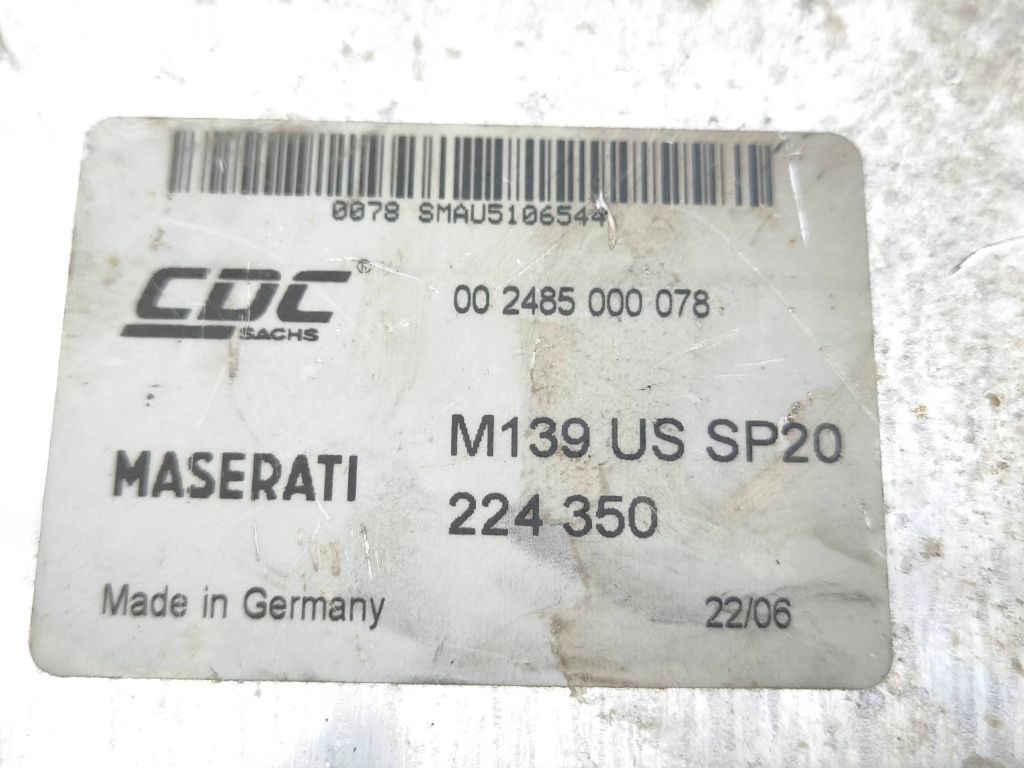 0078 SMAU5106544
CDC®
SACHS
00 2485 000 078
M139 US SP20
MASERATI
224 350
Made in Germany
22/06